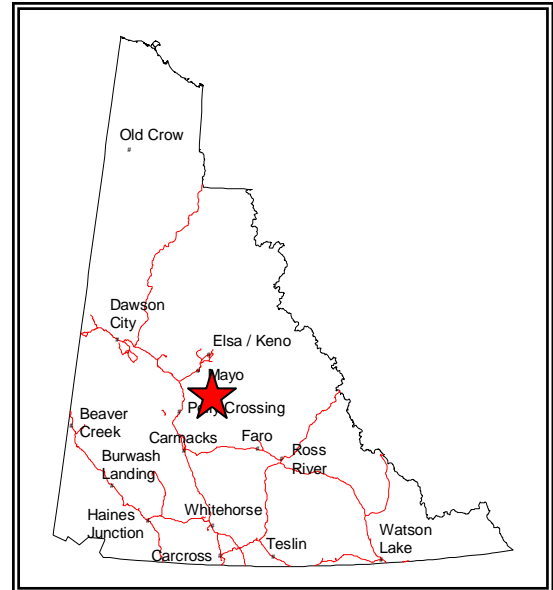 Old Crow
Dawson
City
Elsa / Keno
Mayo
Pelly Crossing
Beaver
Creek
Carmacks
Faro
Ross
River
Burwash
Landing
Haines
Junction
Whitehorse
Watson
Lake
Carcross
Teslin